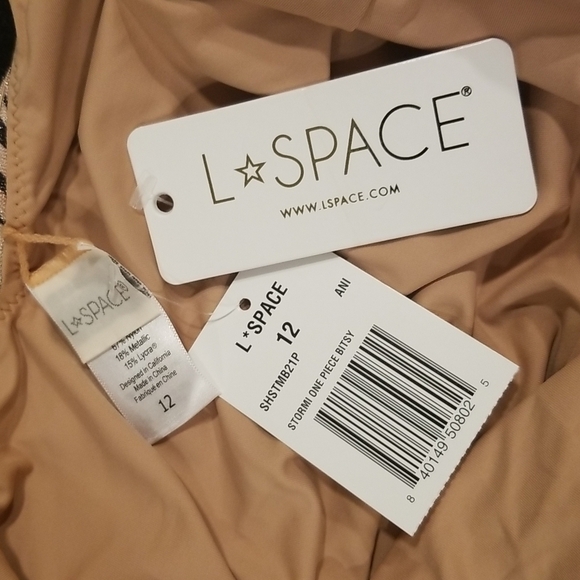 L☆SPACE®
WWW.LSPACE.COM
L☆SPACE®
18% Metallic
15% Lycra®
Designed in California
Made in China
Fabriqué en Chine
12
L*SPACE
12
SHSTMB21P
ANI
STORMI ONE PIECE BITSY
8 40149 50802 5